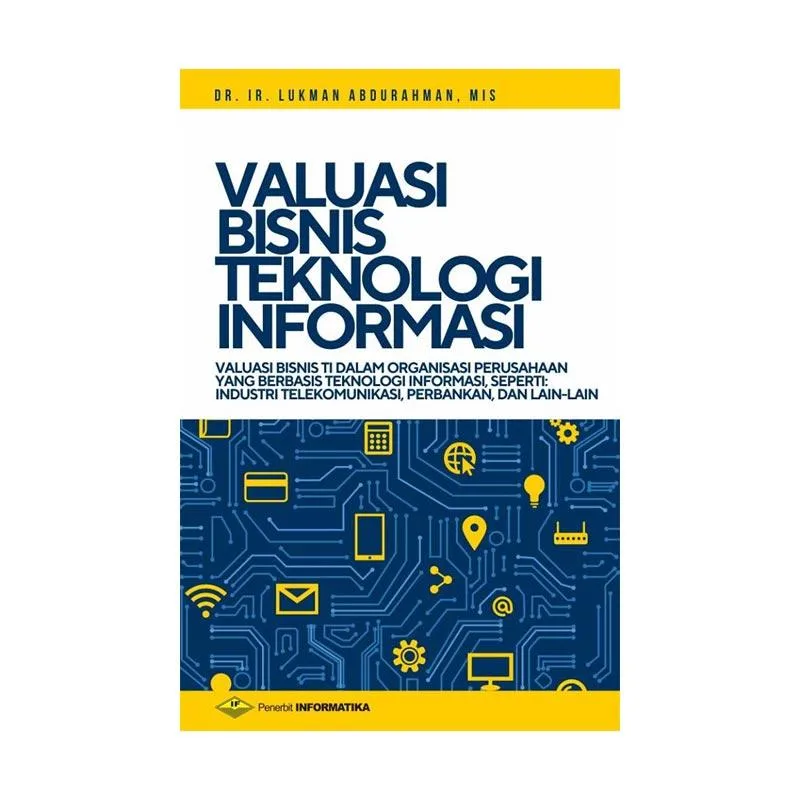 DR. IR. LUKMAN ABDURAHMAN, MIS
VALUASI
BISNIS
TEKNOLOGI
INFORMASI
VALUASI BISNIS TI DALAM ORGANISASI PERUSAHAAN
YANG BERBASIS TEKNOLOGI INFORMASI, SEPERTI:
INDUSTRI TELEKOMUNIKASI, PERBANKAN, DAN LAIN-LAIN
@
IF Penerbit INFORMATIKA